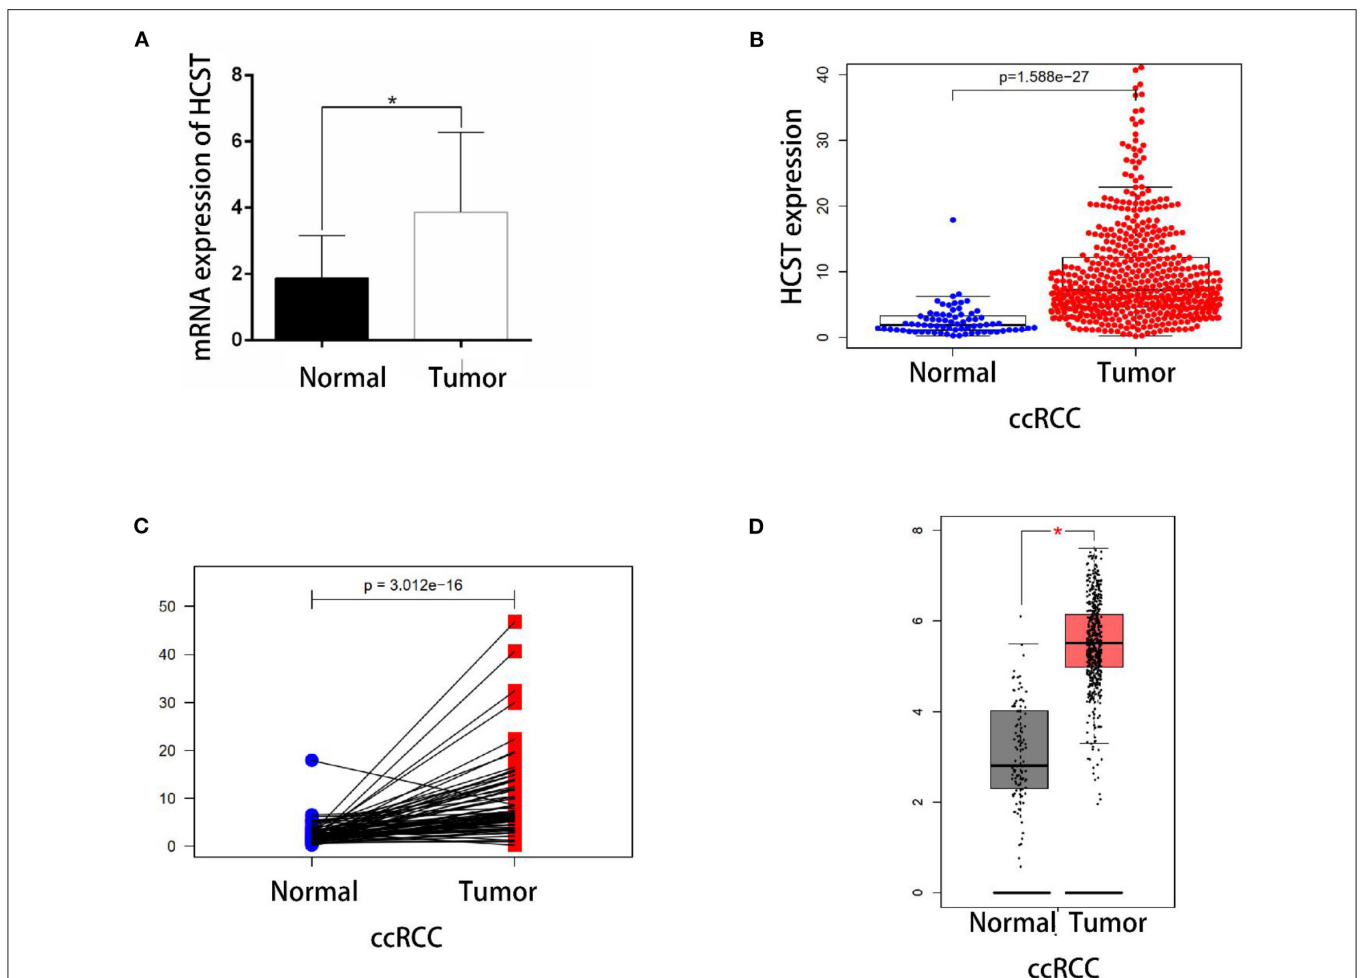 A
mRNA expression of HCST
8
6
4
2
0
*
Normal Tumor
B
HCST expression
40
30
20
10
0
p=1.588e−27
Normal Tumor
ccRCC
C
50
40
30
20
10
0
p = 3.012e−16
Normal Tumor
ccRCC
D
8
6
4
2
0
*
Normal Tumor
ccRCC